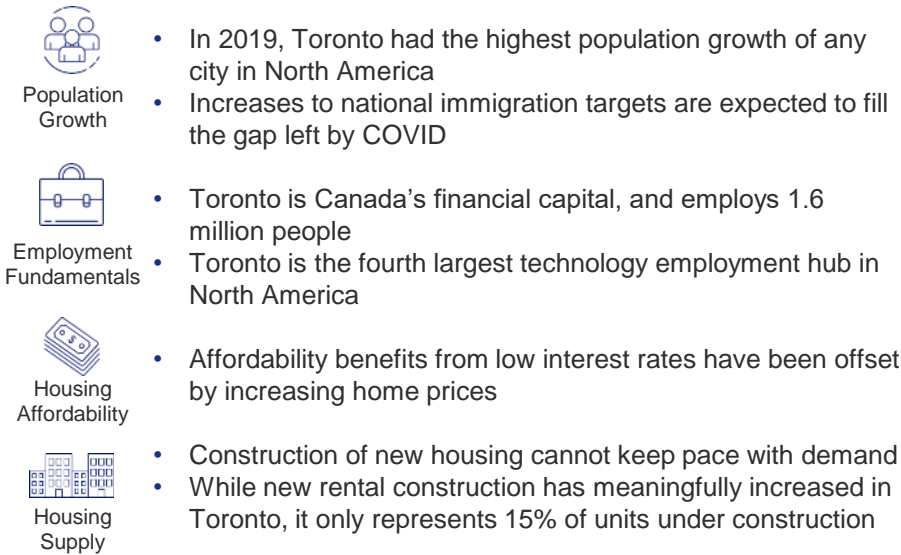 Population
Growth
• In 2019, Toronto had the highest population growth of any
city in North America
• Increases to national immigration targets are expected to fill
the gap left by COVID
Employment
Fundamentals
• Toronto is Canada's financial capital, and employs 1.6
million people
• Toronto is the fourth largest technology employment hub in
North America
Housing
Affordability
• Affordability benefits from low interest rates have been offset
by increasing home prices
Housing
Supply
• Construction of new housing cannot keep pace with demand
• While new rental construction has meaningfully increased in
Toronto, it only represents 15% of units under construction